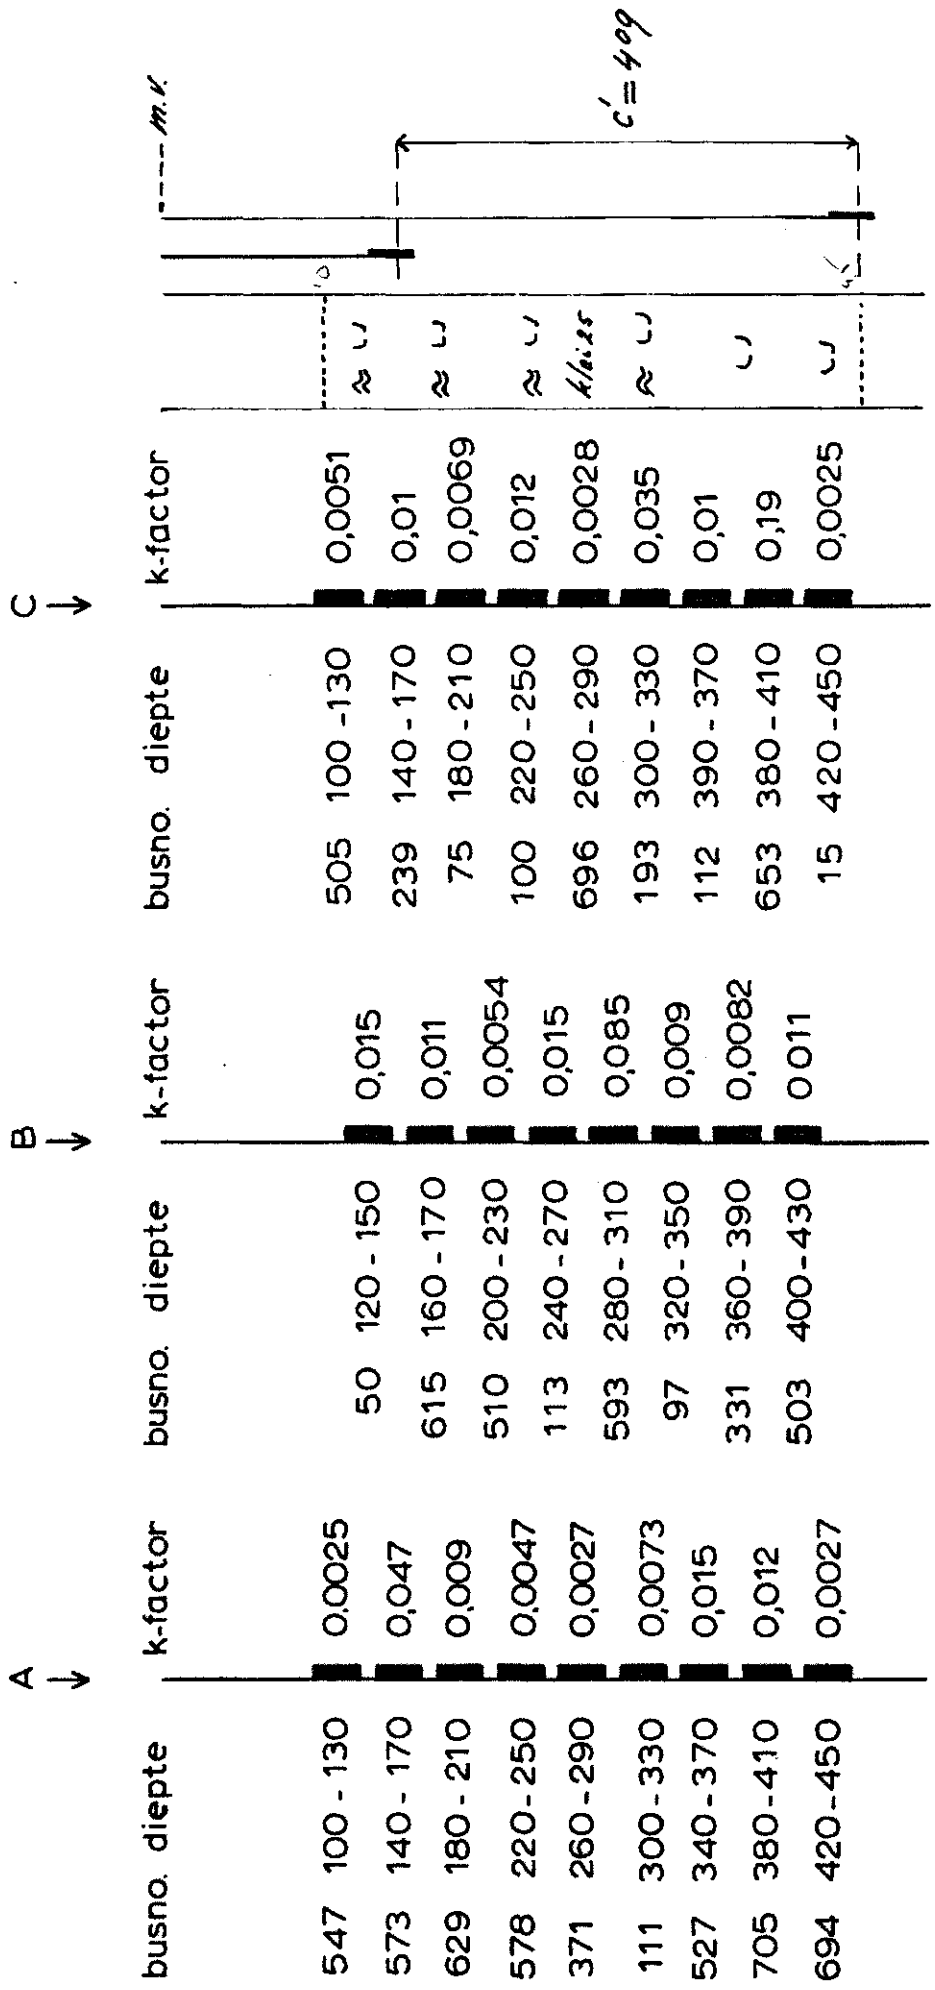 A
busno. diepte k-factor
547 100 - 130 0.0025
573 140 - 170 0,047
629 180 - 210 0,009
578 220 - 250 0,0047
371 260 - 290 0,0027
111 300 - 330 0,0073
527 340 - 370 0,015
705 380 - 410 0,012
694 420 - 450 0,0027
B
busno. diepte k-factor
50 120 - 150 0,015
615 160 - 170 0,011
510 200 - 230 0,0054
113 240 - 270 0,015
593 280 - 310 0,085
97 320 - 350 0,009
331 360 - 390 0,0082
503 400 - 430 0 011
C
busno. diepte k-factor
505 100 - 130 0,0051
239 140 - 170 0,01
75 180 - 210 0,0069
100 220 - 250 0,012
696 260 - 290 0,0028
193 300 - 330 0,035
112 390 - 370 0,01
653 380 - 410 0,19
15 420 - 450 0,0025
klei 25
m.v.
c' = 409